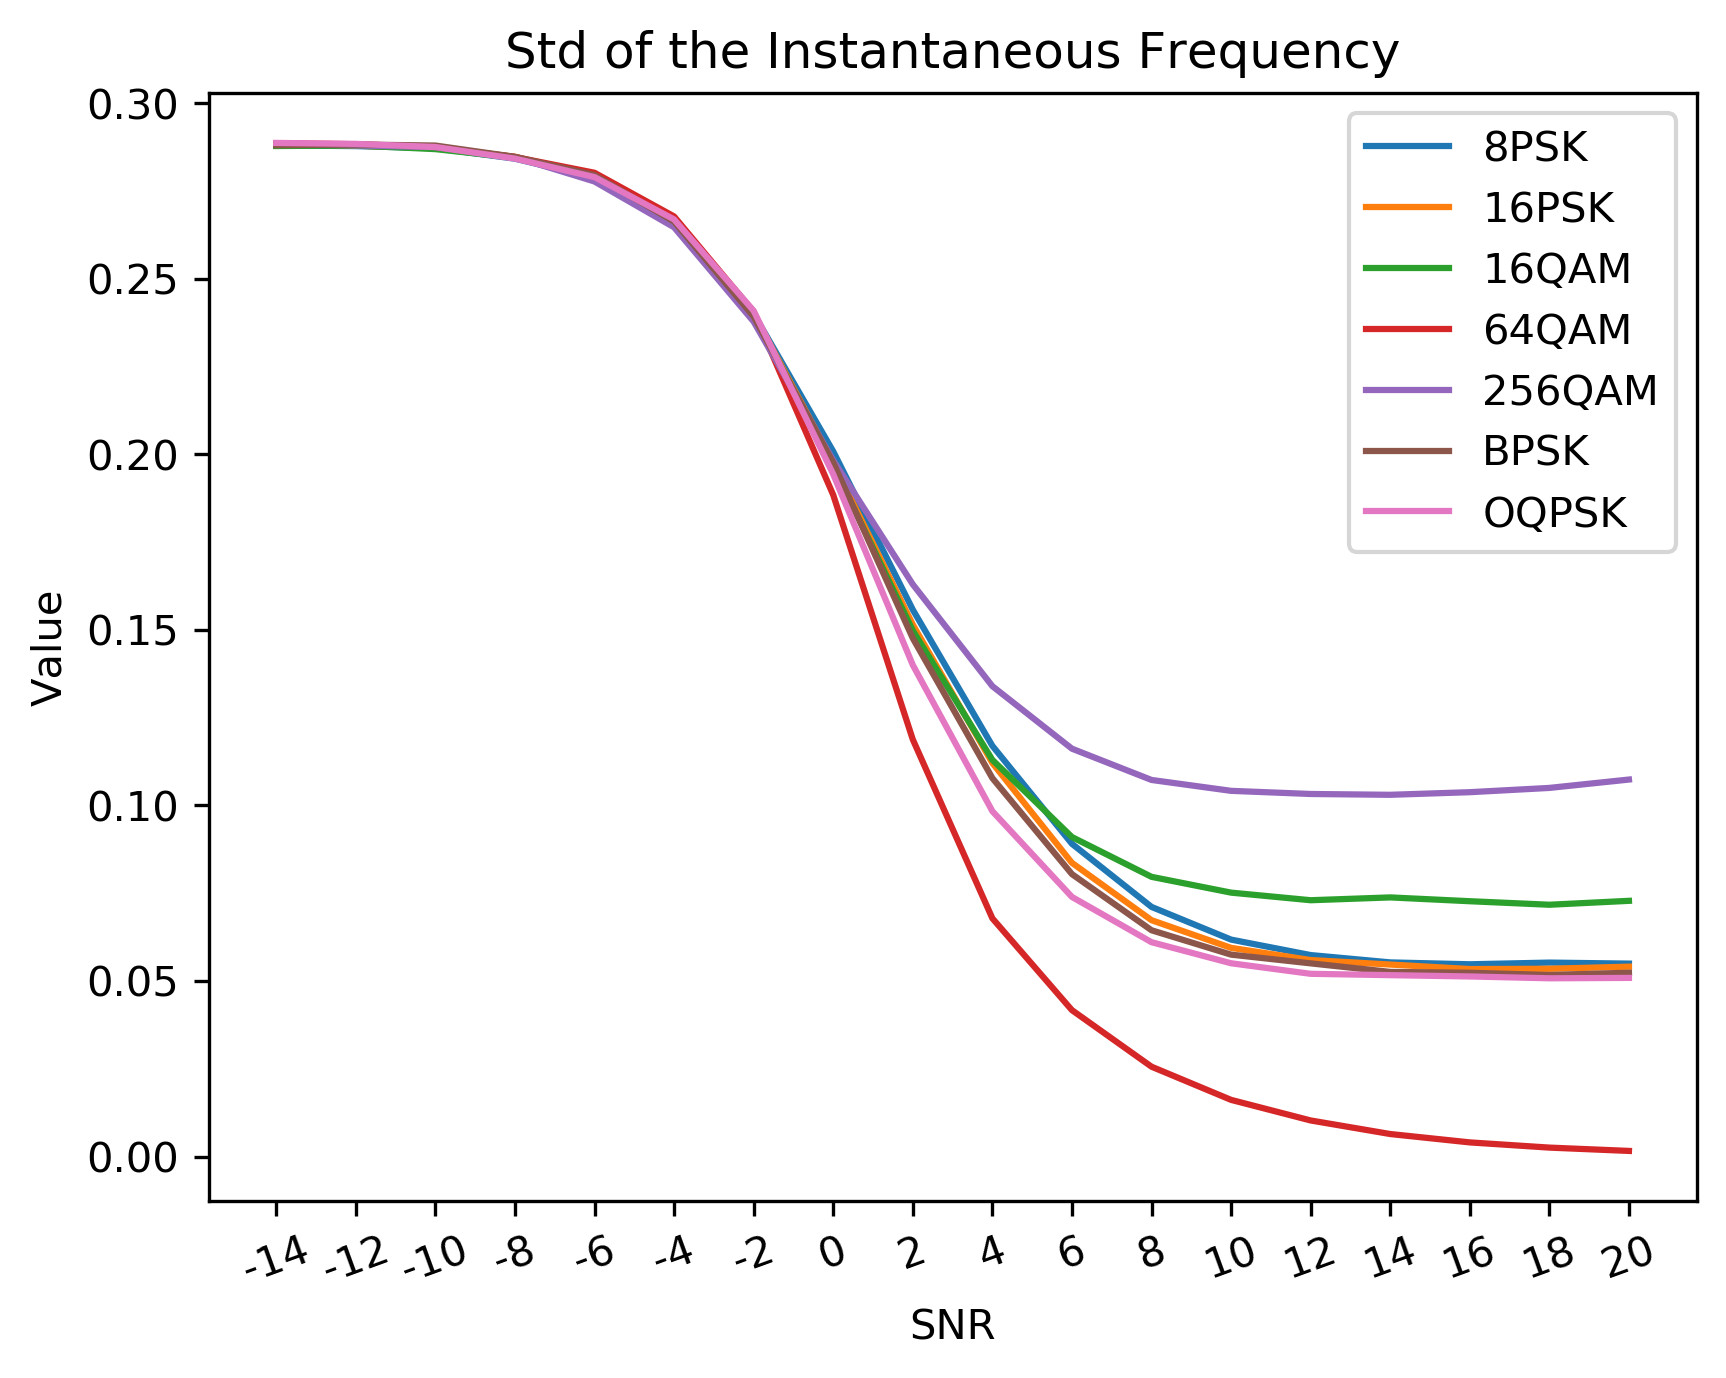 Std of the Instantaneous Frequency
0.30
0.25
0.20
0.15
0.10
0.05
0.00
Value
8PSK
16PSK
16QAM
64QAM
256QAM
BPSK
OQPSK
-14 -12 -10 -8 -6 -4 -2 0 2 4 6 8 10 12 14 16 18 20
SNR